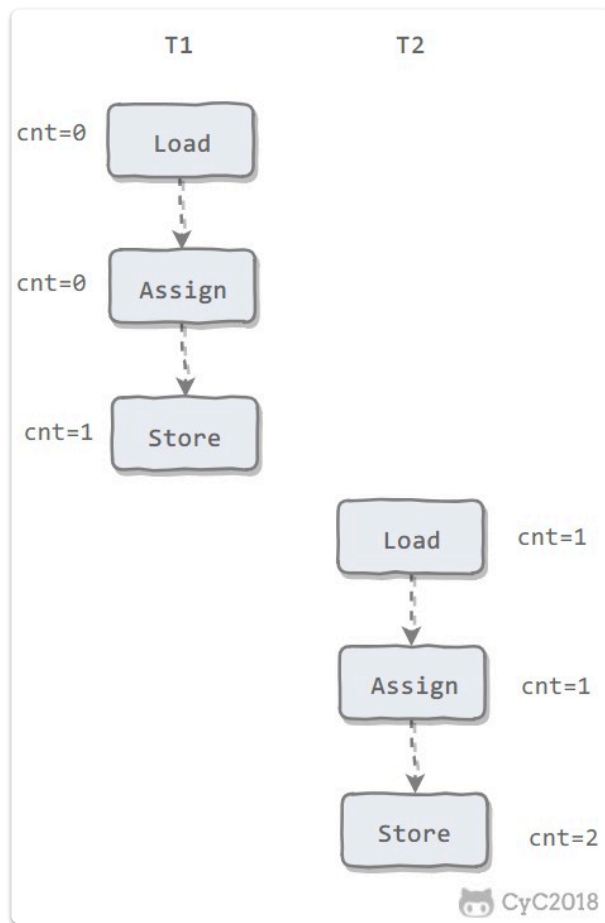 T1 T2
cnt=0 Load
cnt=0 Assign
cnt=1 Store
Load cnt=1
Assign cnt=1
Store cnt=2
CyC2018